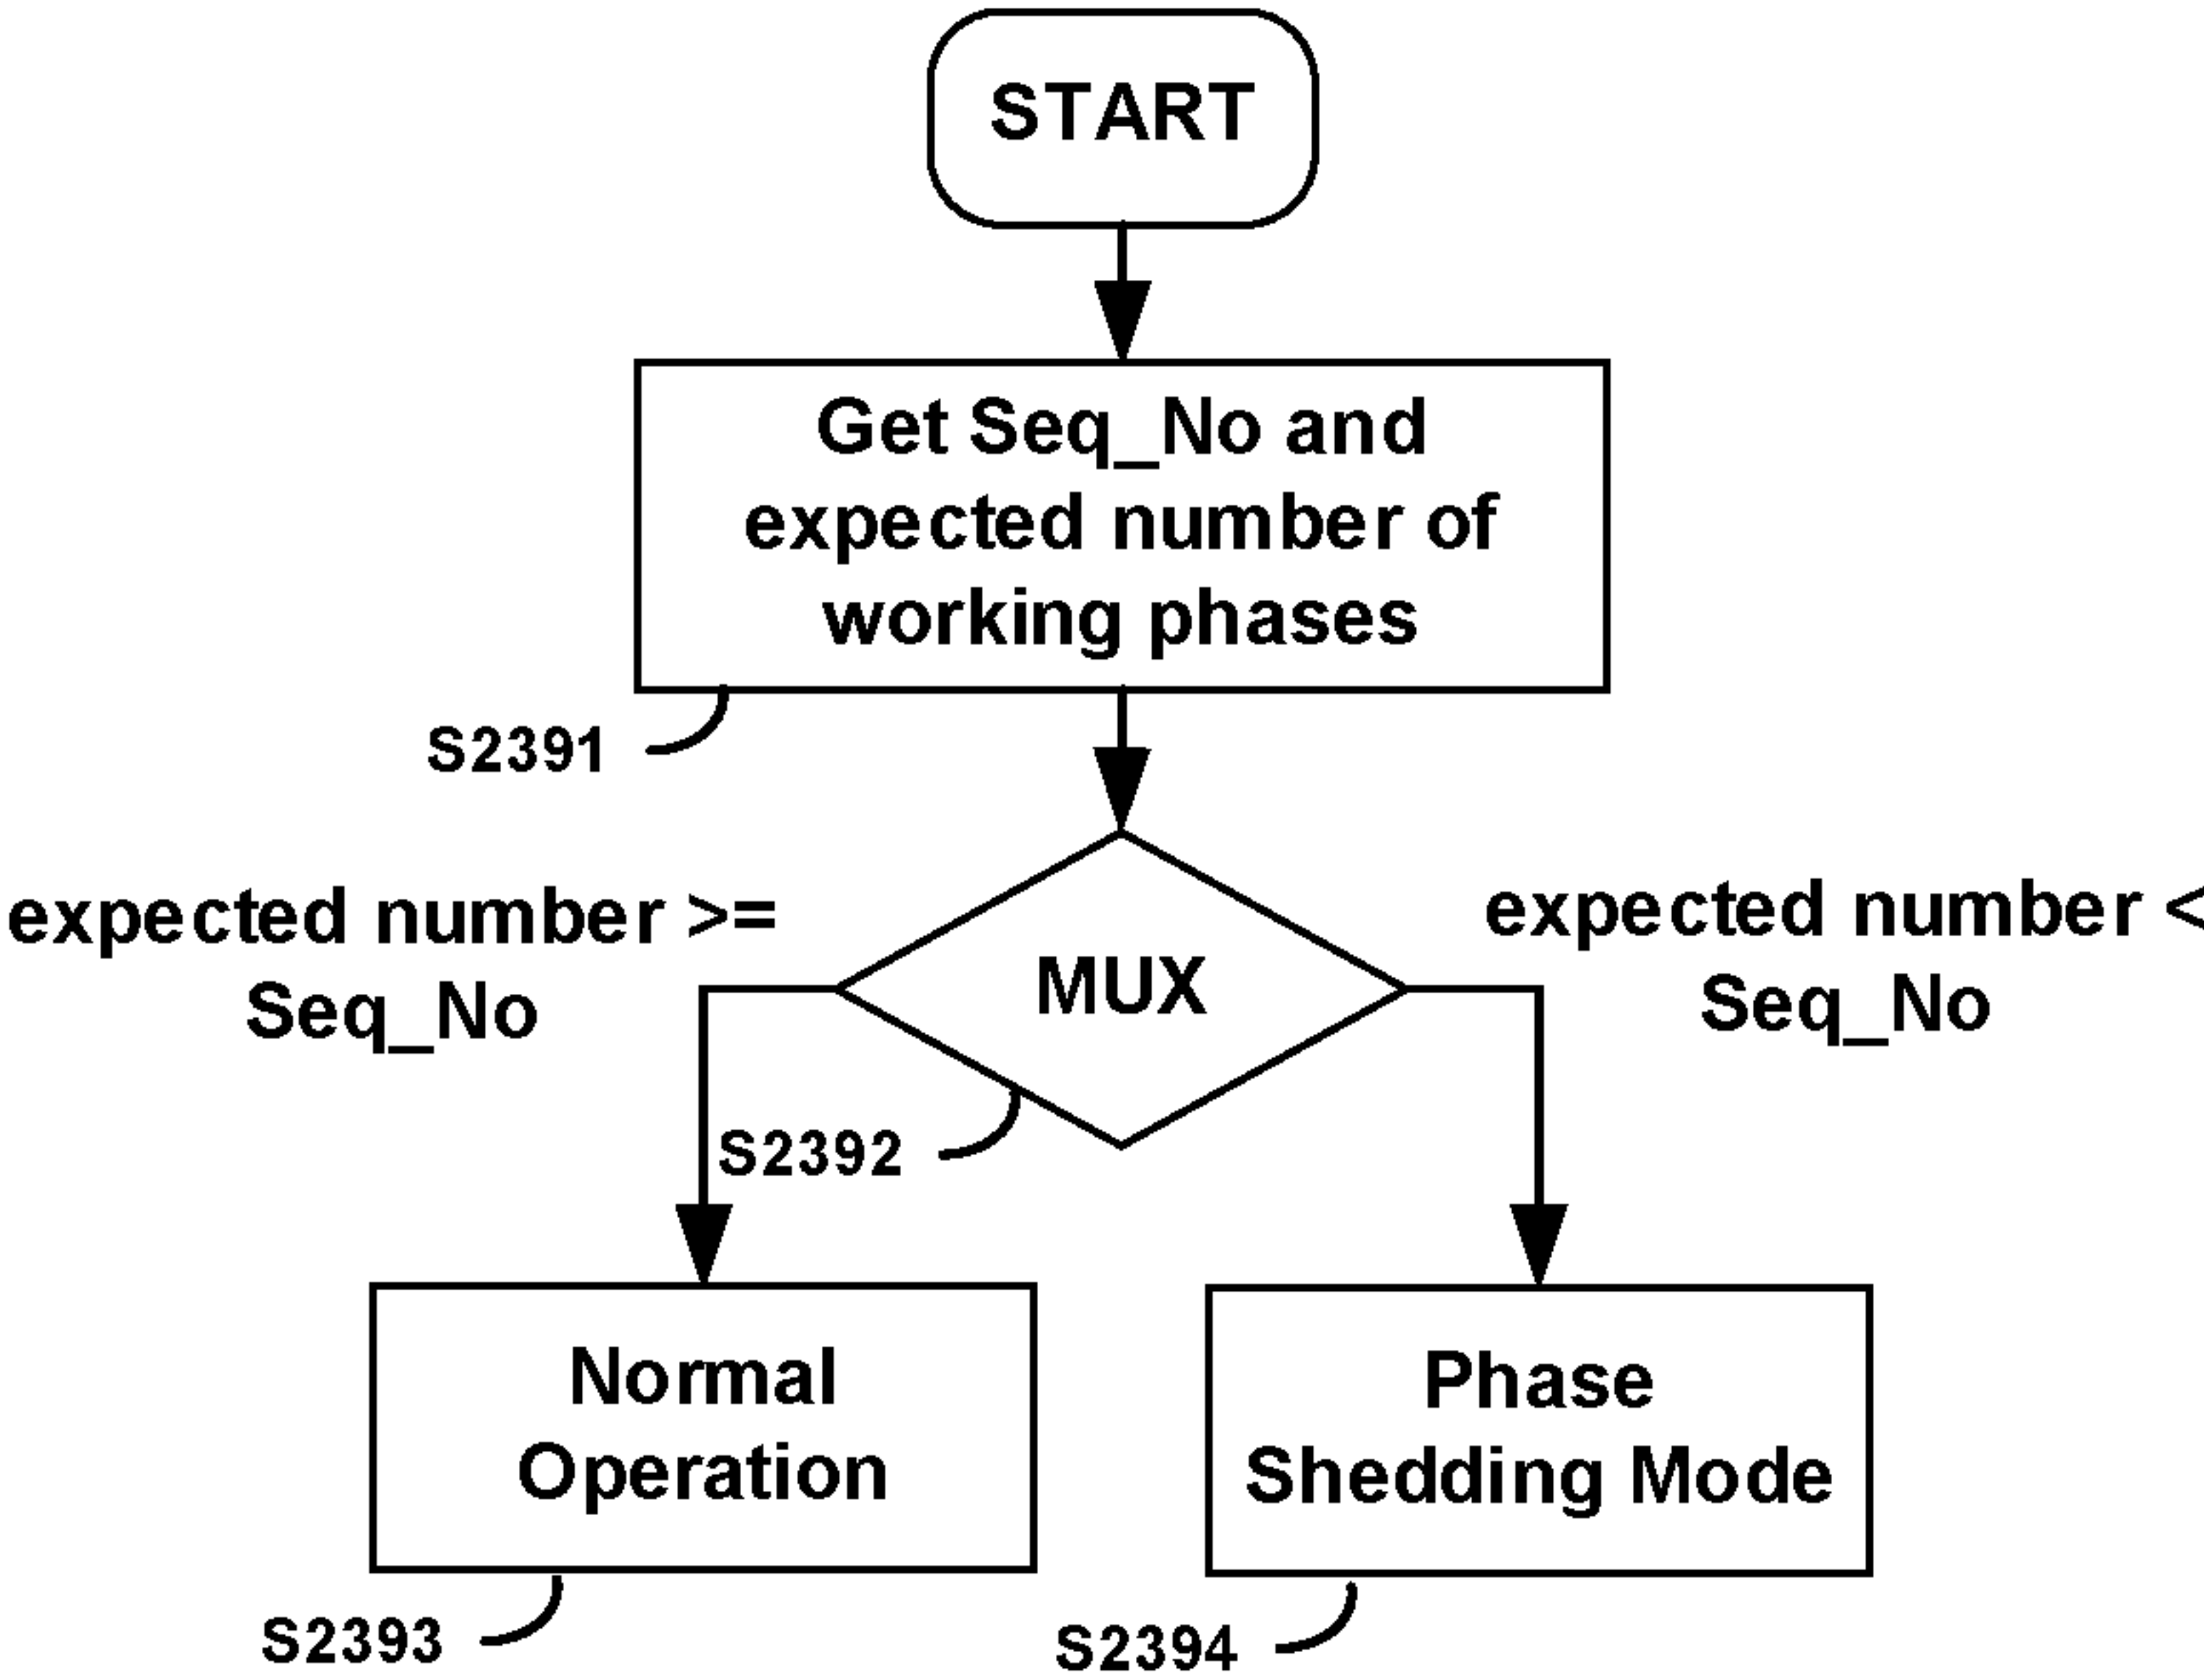 START
Get Seq_No and
expected number of
working phases
S2391
expected number >=
Seq_No
MUX
expected number <
Seq_No
S2392
Normal
Operation
Phase
Shedding Mode
S2393
S2394